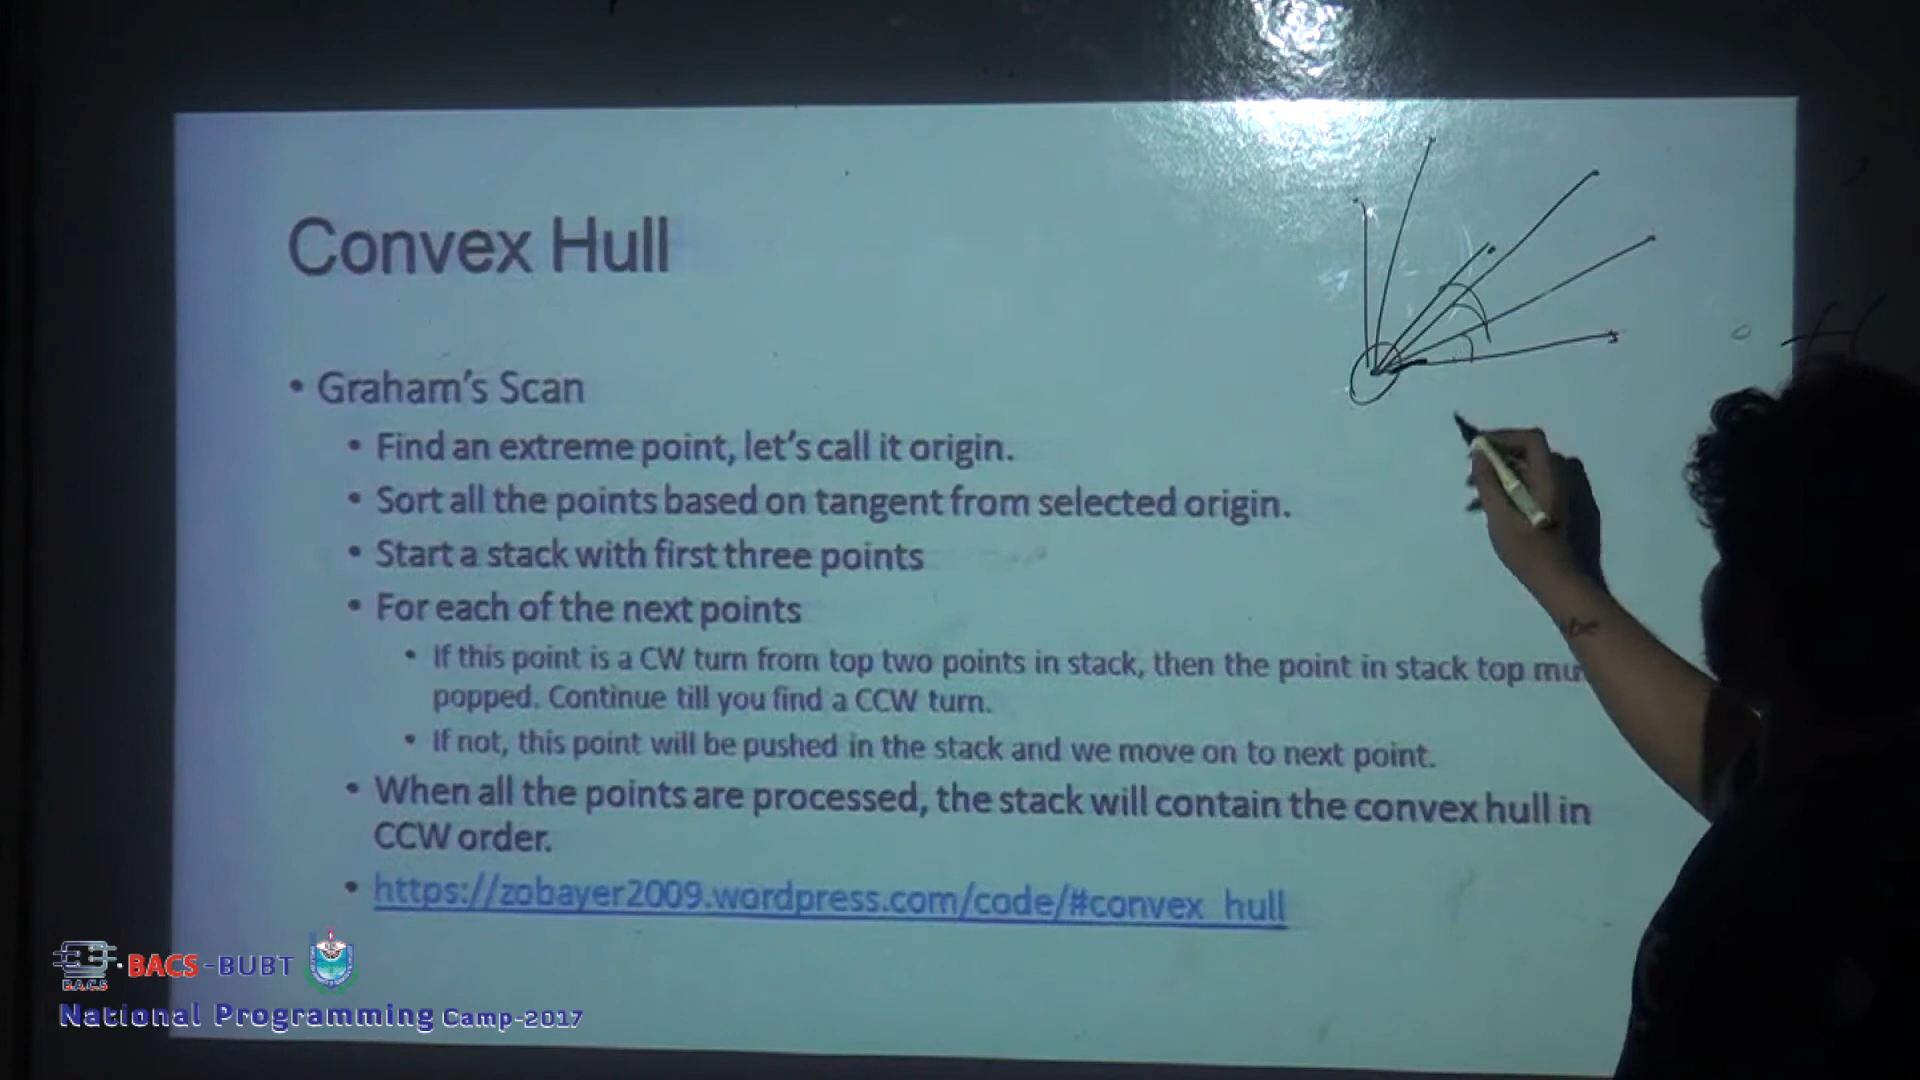 Convex Hull
• Graham's Scan
• Find an extreme point, let's call it origin.
• Sort all the points based on tangent from selected origin.
• Start a stack with first three points
• For each of the next points
• If this point is a CW turn from top two points in stack, then the point in stack top
popped. Continue till you find a CCW turn.
• If not, this point will be pushed in the stack and we move on to next point.
• When all the points are processed, the stack will contain the convex hull in
CCW order.
• https://zobayer2009.wordpress.com/code/#convex_hull
B.A.C.S
BACS-BUBT
National Programming Camp-2017